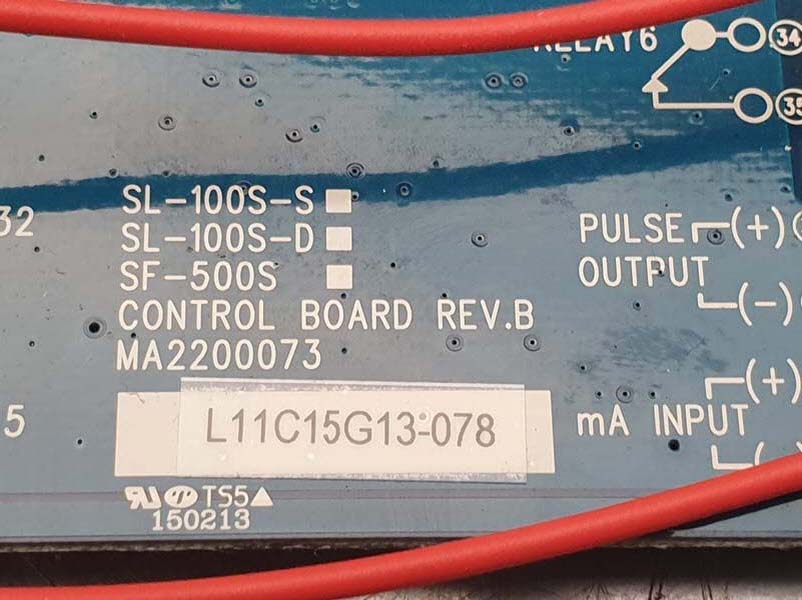 RELAY6
34
35
SL-100S-S
SL-100S-D
SF-500S
CONTROL BOARD REV.B
MA2200073
L11C15G13-078
TS5
150213
32
5
PULSE (+)
OUTPUT
(-)
(+)
mA INPUT